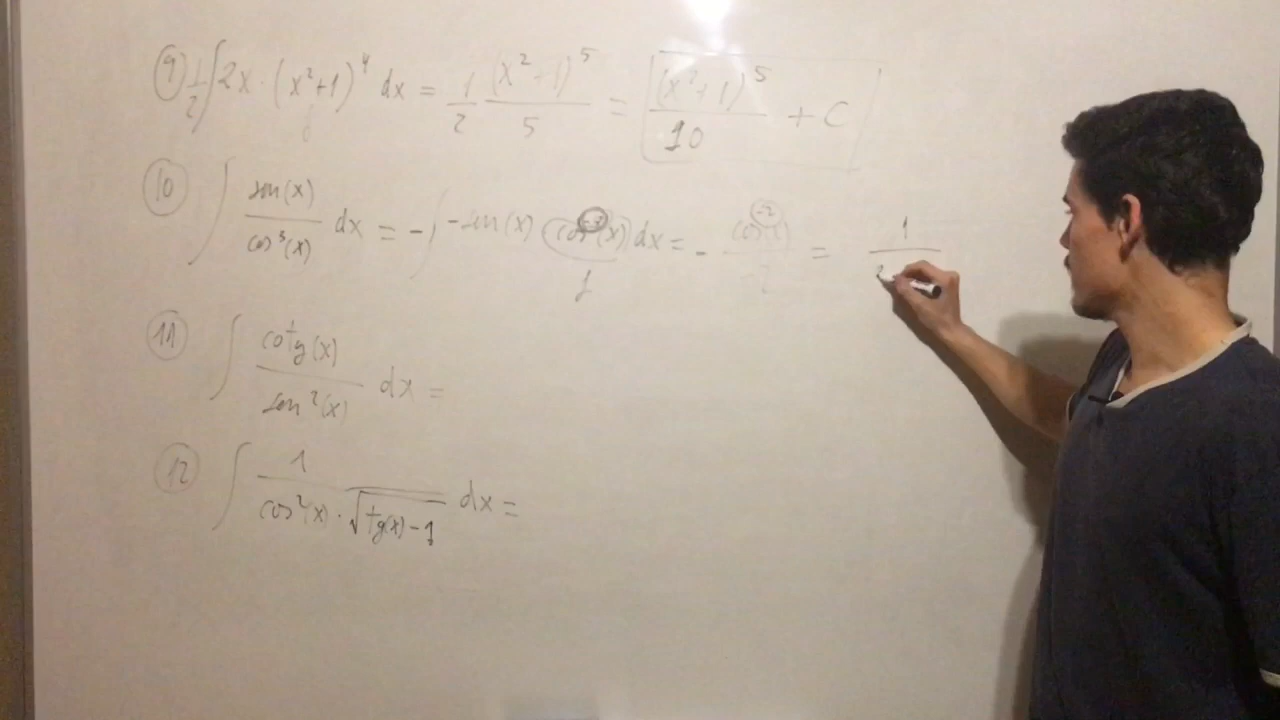 9) 1/2 ∫ 2x · (x²+1)⁴ dx = 1/2 (x²+1)⁵/5 = (x²+1)⁵/10 + C
10 ∫ sen(x)/cos³(x) dx = -∫ -sen(x) cos⁻³(x) dx = - cos⁻²(x)/-2 = 1/2
f
11 ∫ cotg(x)/sen²(x) dx =
12 ∫ 1/(cos²(x) · √(tg(x)-1)) dx =